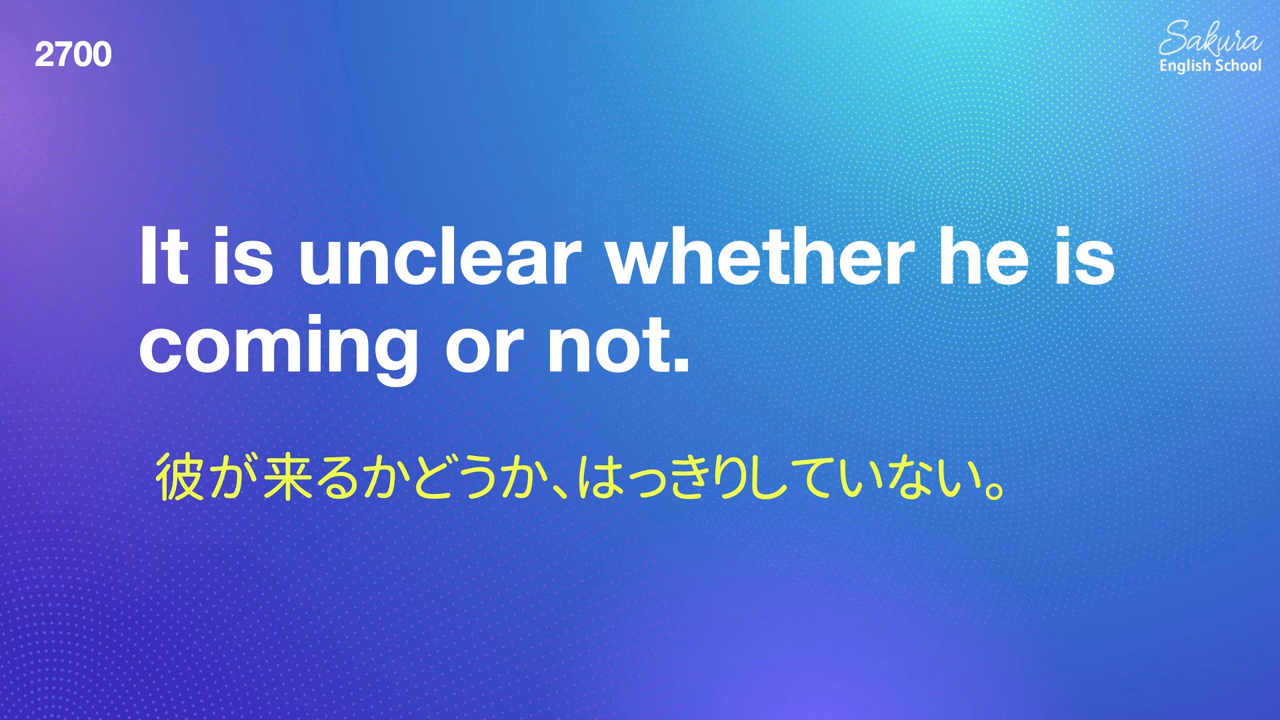 2700
Sakura
English School
It is unclear whether he is
coming or not.
彼が来るかどうか、はっきりしていない。